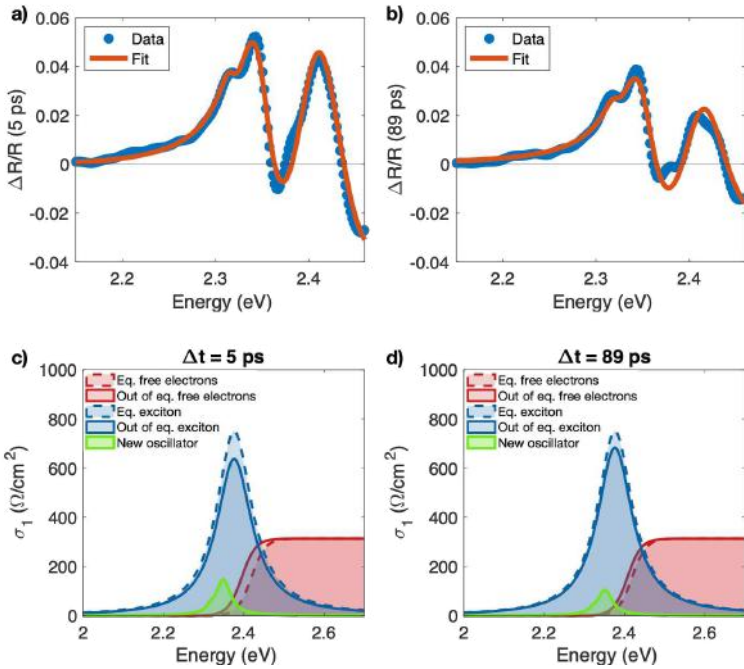 a)
b)
0.06
0.04
0.02
0
-0.02
-0.04
Data
Fit
ΔR/R (5 ps)
2.2
2.3
2.4
Energy (eV)
0.06
0.04
0.02
0
-0.02
-0.04
Data
Fit
ΔR/R (89 ps)
2.2
2.3
2.4
Energy (eV)
c)
Δt = 5 ps
1000
800
600
400
200
0
Eq. free electrons
Out of eq. free electrons
Eq. exciton
Out of eq. exciton
New oscillator
σ₁ (Ω/cm²)
2
2.2
2.4
2.6
Energy (eV)
d)
Δt = 89 ps
1000
800
600
400
200
0
Eq. free electrons
Out of eq. free electrons
Eq. exciton
Out of eq. exciton
New oscillator
σ₁ (Ω/cm²)
2
2.2
2.4
2.6
Energy (eV)